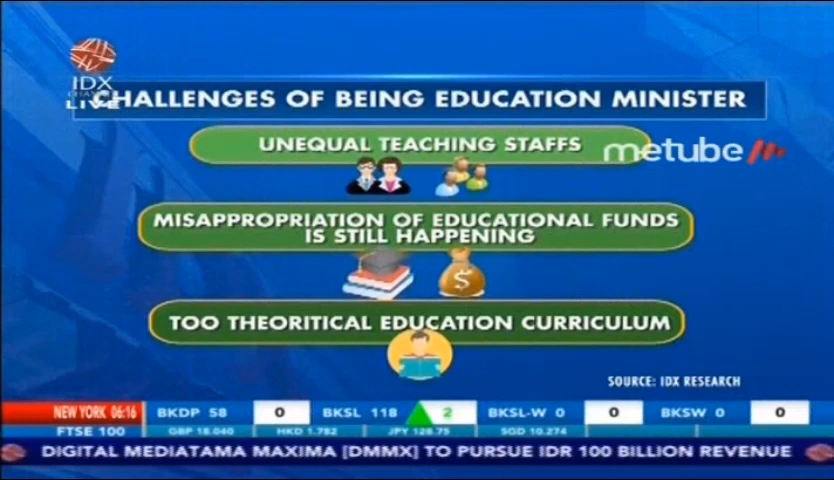 IDX
CHANNEL
LIVE
CHALLENGES OF BEING EDUCATION MINISTER
UNEQUAL TEACHING STAFFS
metube
MISAPPROPRIATION OF EDUCATIONAL FUNDS
IS STILL HAPPENING
$
TOO THEORITICAL EDUCATION CURRICULUM
SOURCE: IDX RESEARCH
NEW YORK 06:16 BKDP 58 0 BKSL 118 2 BKSL-W 0 0 BKSW 0 0
FTSE 100 GBP 18.040 HKD 1.782 JPY 128.75 SGD 10.274
DIGITAL MEDIATAMA MAXIMA [DMMX] TO PURSUE IDR 100 BILLION REVENUE